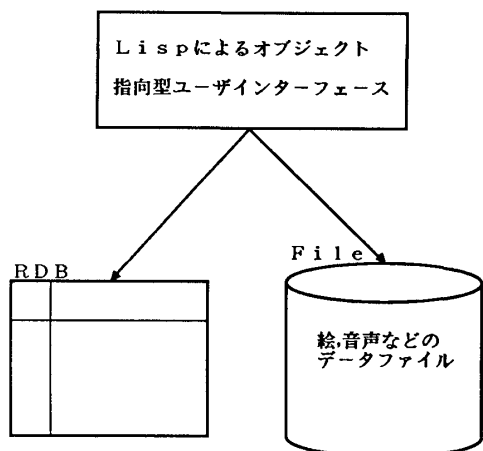 Ｌｉｓｐによるオブジェクト
指向型ユーザインターフェース
ＲＤＢ
Ｆｉｌｅ
絵,音声などの
データファイル